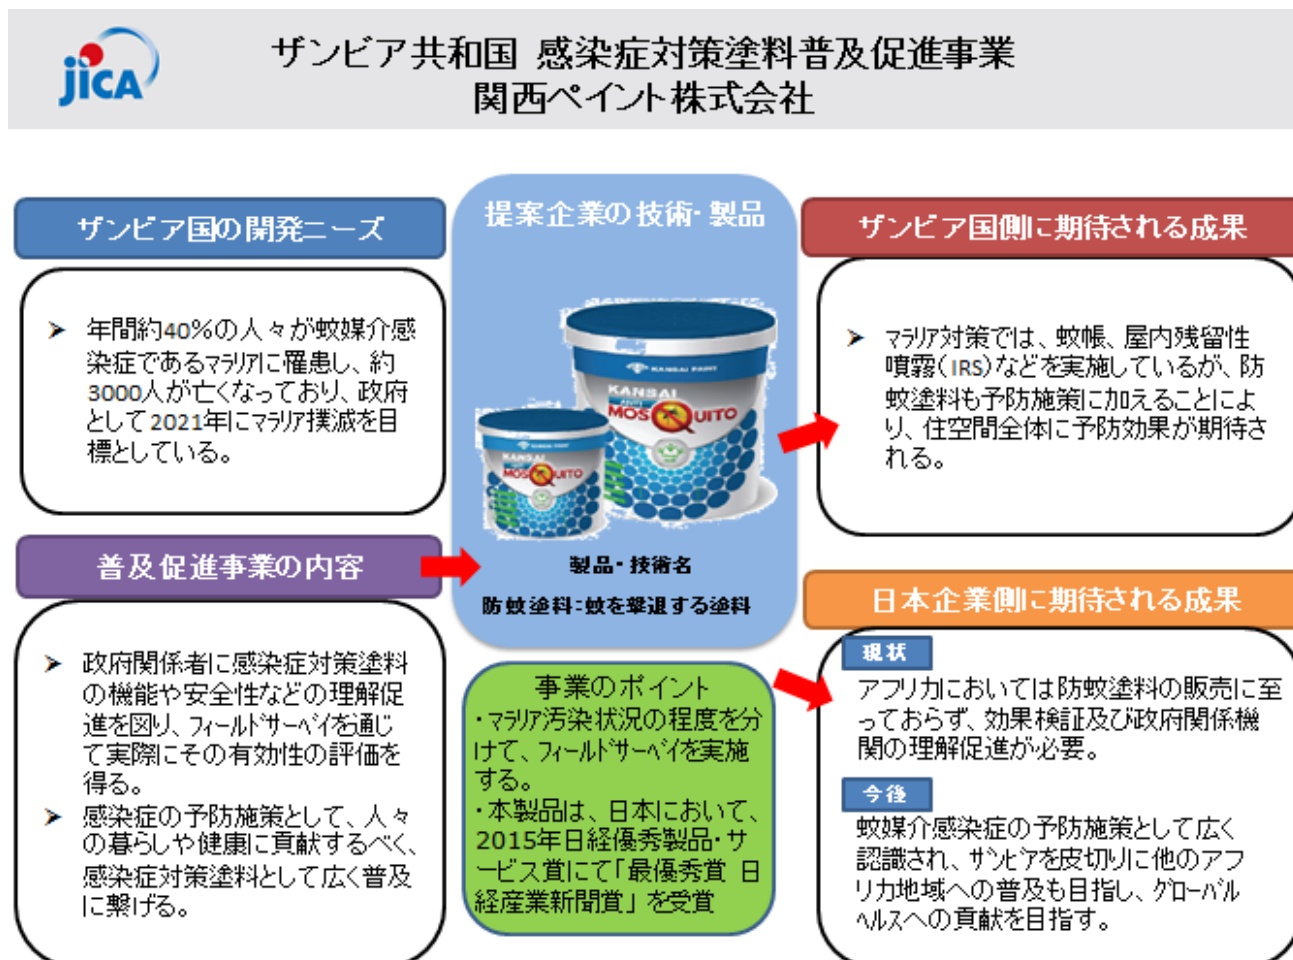 jICA
ザンビア共和国 感染症対策塗料普及促進事業
関西ペイント株式会社
ザンビア国の開発ニーズ
➤ 年間約40%の人々が蚊媒介感
染症であるマラリアに罹患し、約
3000人が亡くなっており、政府
として2021年にマラリア撲滅を目
標としている。
普及促進事業の内容
➤ 政府関係者に感染症対策塗料
の機能や安全性などの理解促
進を図り、フィールドサーベイを通じ
て実際にその有効性の評価を
得る。
➤ 感染症の予防施策として、人々
の暮らしや健康に貢献するべく、
感染症対策塗料として広く普及
に繋げる。
提案企業の技術・製品
KANSAI PAINT
KANSAI
ANTI
MOSQUITO
KANSAI PAINT
KANSAI
MOSQUITO
製品・技術名
防蚊塗料:蚊を撃退する塗料
事業のポイント
・マラリア汚染状況の程度を分
けて、フィールドサーベイを実施
する。
・本製品は、日本において、
2015年日経優秀製品・サ
ービス賞にて「最優秀賞 日
経産業新聞賞」を受賞
ザンビア国側に期待される成果
➤ マラリア対策では、蚊帳、屋内残留性
噴霧(IRS)などを実施しているが、防
蚊塗料も予防施策に加えることによ
り、住空間全体に予防効果が期待さ
れる。
日本企業側に期待される成果
現状
アフリカにおいては防蚊塗料の販売に至
っておらず、効果検証及び政府関係機
関の理解促進が必要。
今後
蚊媒介感染症の予防施策として広く
認識され、ザンビアを皮切りに他のアフ
リカ地域への普及も目指し、グローバル
ヘルスへの貢献を目指す。